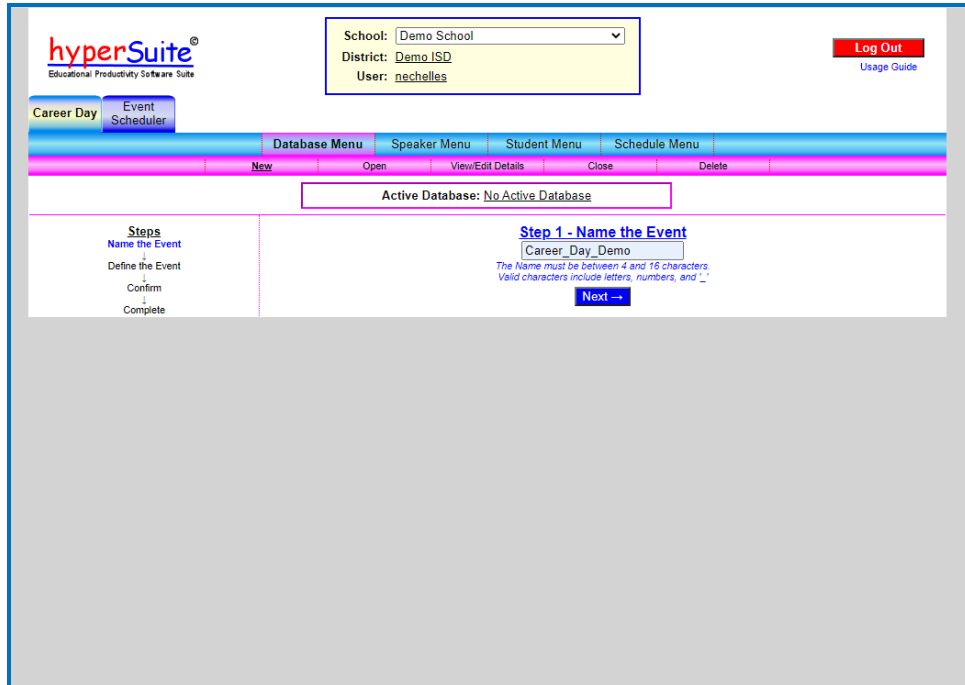 hyperSuite©
Educational Productivity Software Suite
School: Demo School
District: Demo ISD
User: nechelles
Log Out
Usage Guide
Career Day
Event
Scheduler
Database Menu Speaker Menu Student Menu Schedule Menu
New Open View/Edit Details Close Delete
Active Database: No Active Database
Steps
Name the Event
↓
Define the Event
↓
Confirm
↓
Complete
Step 1 - Name the Event
Career_Day_Demo
The Name must be between 4 and 16 characters.
Valid characters include letters, numbers, and '_'
Next →